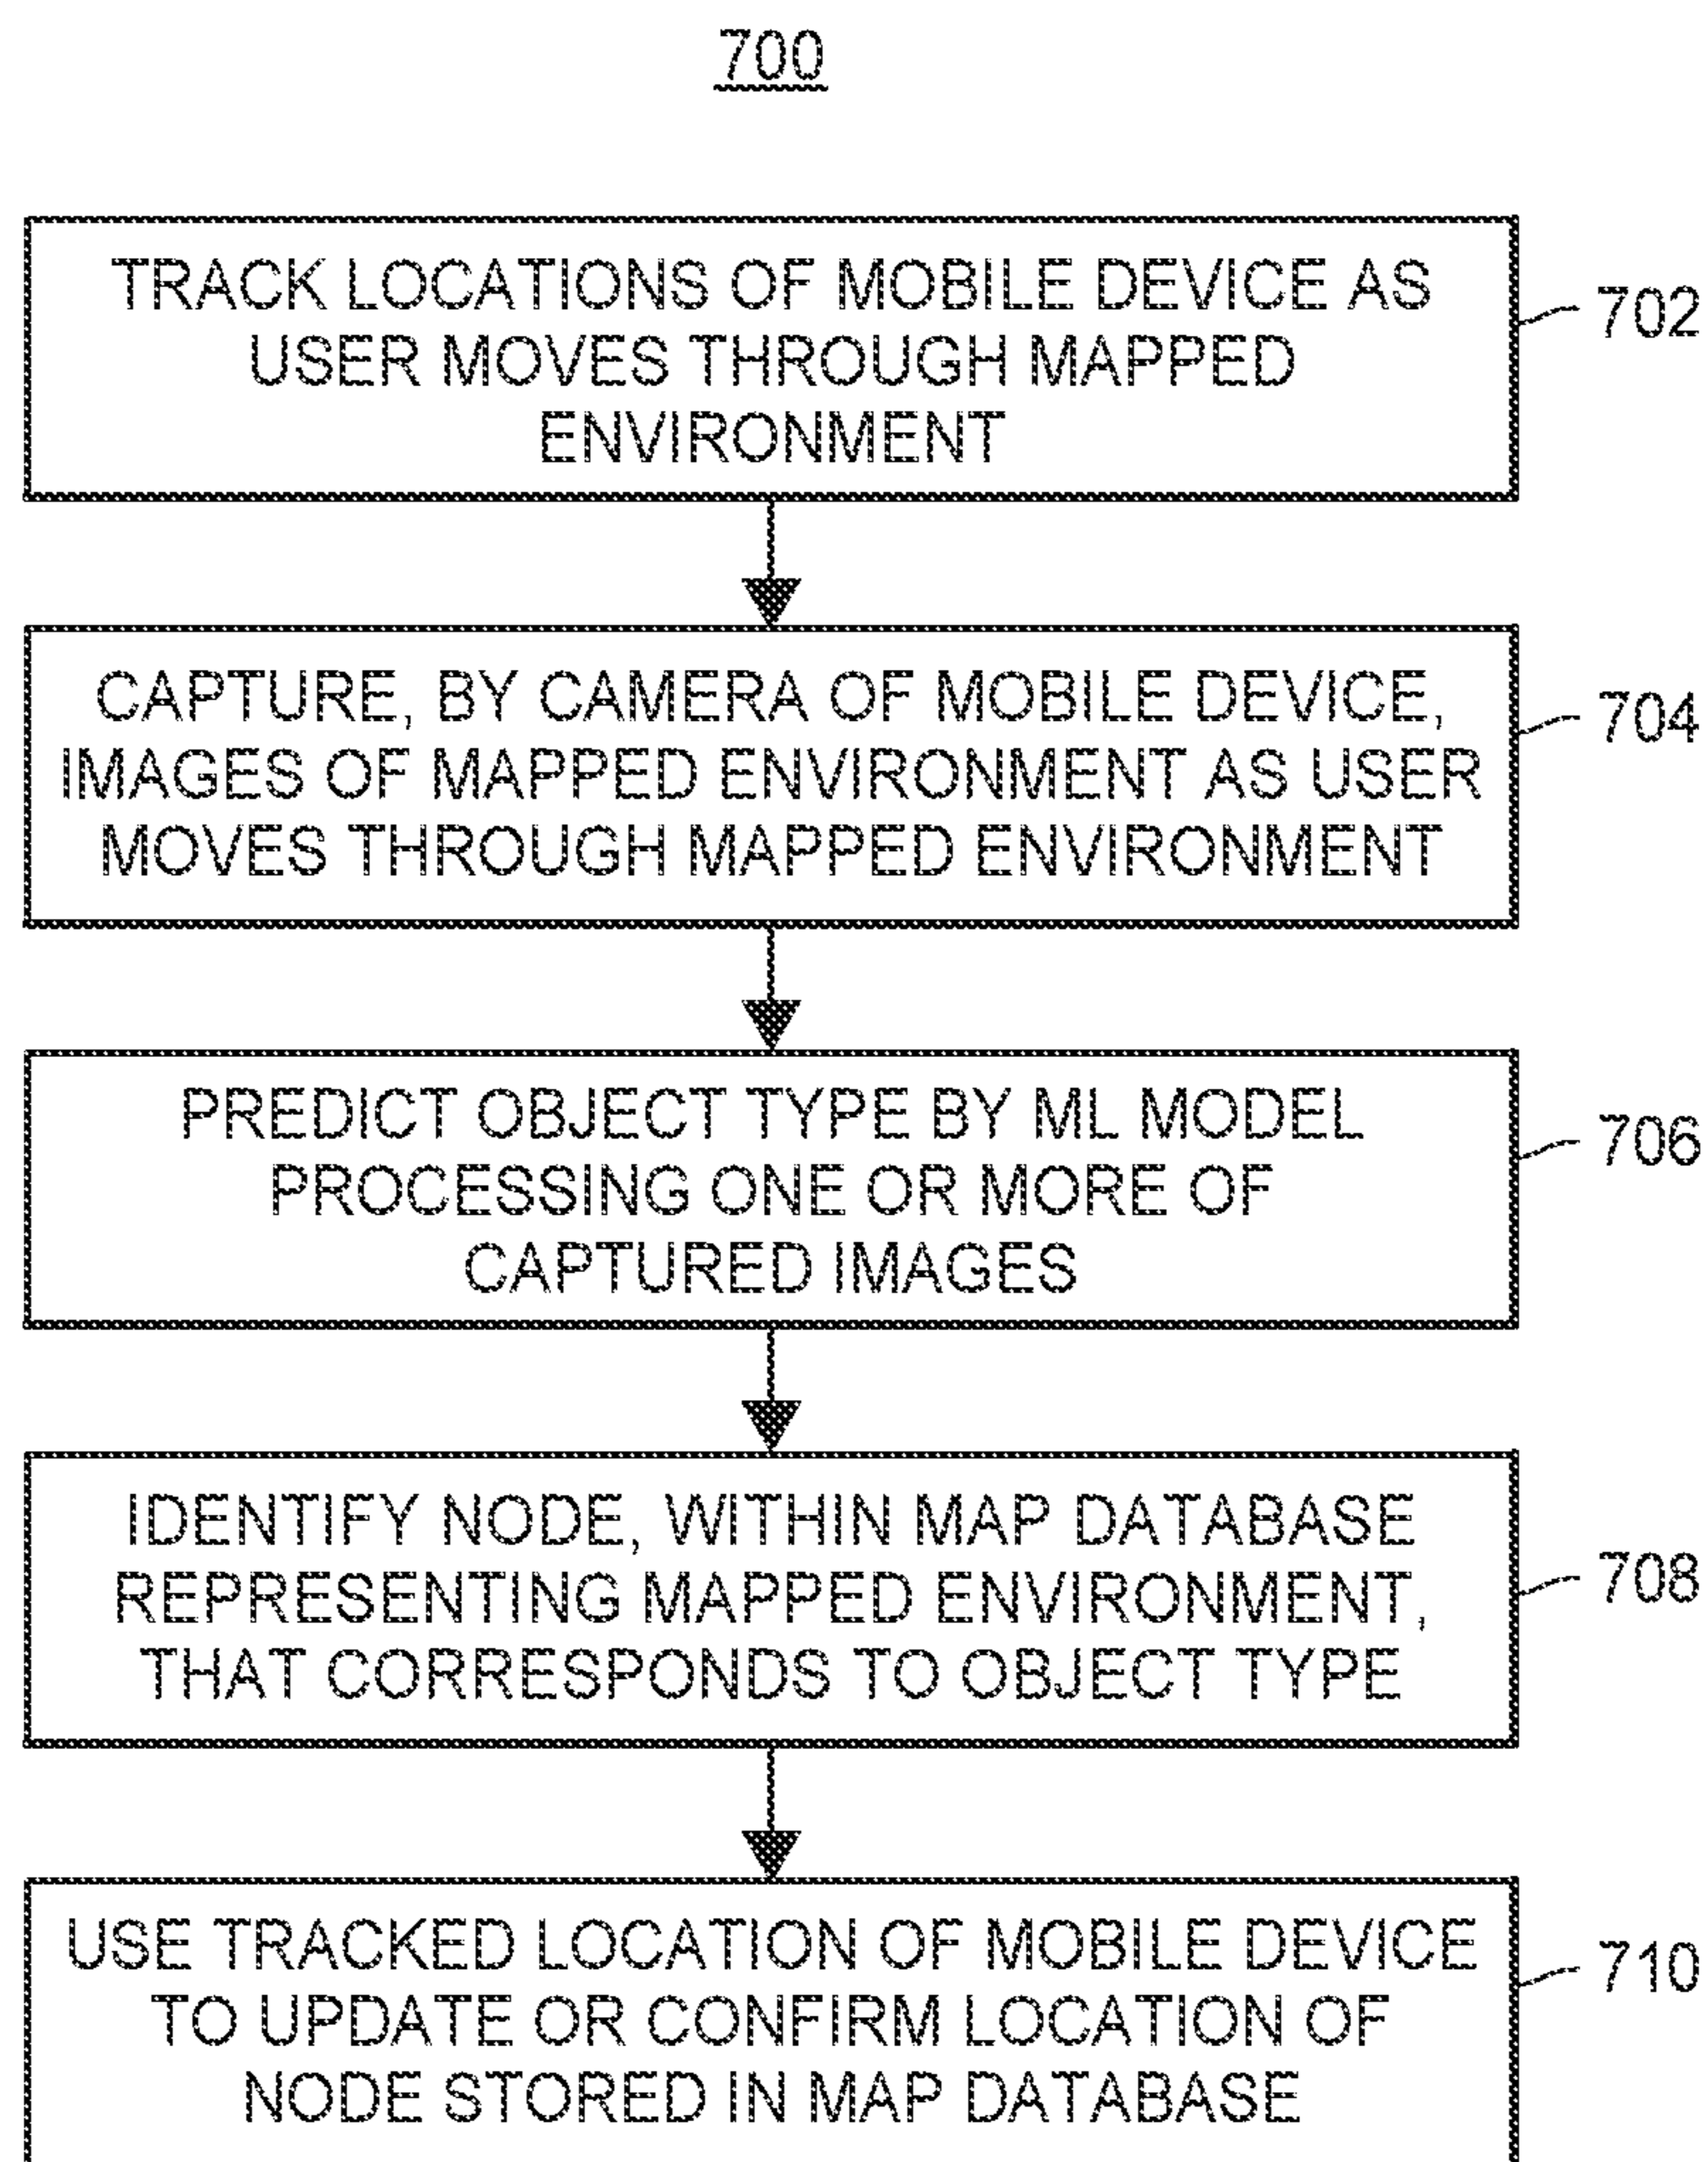 700
TRACK LOCATIONS OF MOBILE DEVICE AS
USER MOVES THROUGH MAPPED
ENVIRONMENT
702
CAPTURE, BY CAMERA OF MOBILE DEVICE,
IMAGES OF MAPPED ENVIRONMENT AS USER
MOVES THROUGH MAPPED ENVIRONMENT
704
PREDICT OBJECT TYPE BY ML MODEL
PROCESSING ONE OR MORE OF
CAPTURED IMAGES
706
IDENTIFY NODE, WITHIN MAP DATABASE
REPRESENTING MAPPED ENVIRONMENT,
THAT CORRESPONDS TO OBJECT TYPE
708
USE TRACKED LOCATION OF MOBILE DEVICE
TO UPDATE OR CONFIRM LOCATION OF
NODE STORED IN MAP DATABASE
710